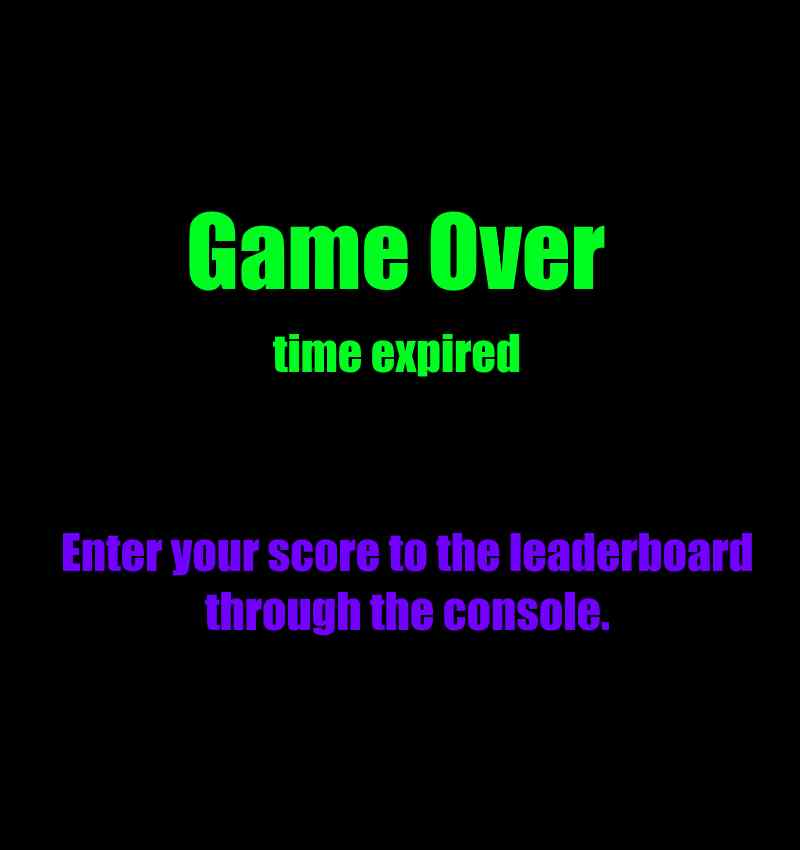 Game Over
time expired
Enter your score to the leaderboard
through the console.